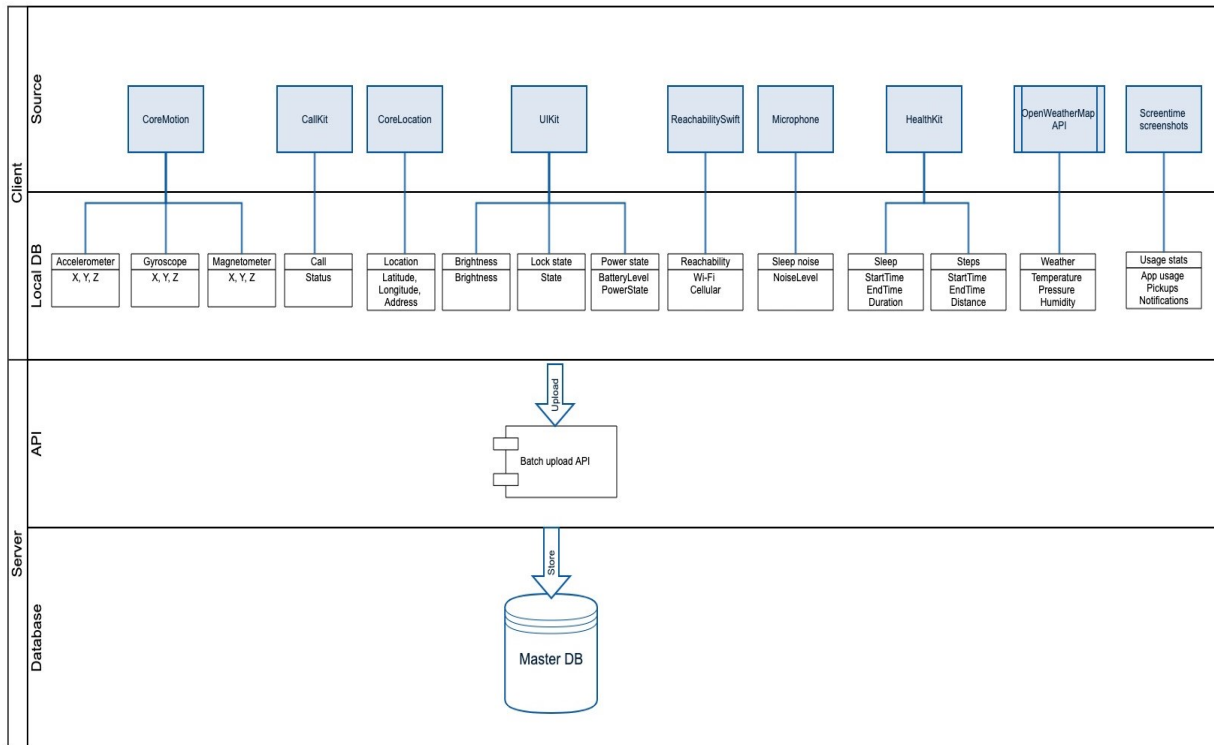 Client
Source
CoreMotion
CallKit
CoreLocation
UIKit
ReachabilitySwift
Microphone
HealthKit
OpenWeatherMap
API
Screentime
screenshots
Local DB
Accelerometer
X, Y, Z
Gyroscope
X, Y, Z
Magnetometer
X, Y, Z
Call
Status
Location
Latitude,
Longitude,
Address
Brightness
Brightness
Lock state
State
Power state
BatteryLevel
PowerState
Reachability
Wi-Fi
Cellular
Sleep noise
NoiseLevel
Sleep
StartTime
EndTime
Duration
Steps
StartTime
EndTime
Distance
Weather
Temperature
Pressure
Humidity
Usage stats
App usage
Pickups
Notifications
Server
API
Upload
Batch upload API
Database
Store
Master DB